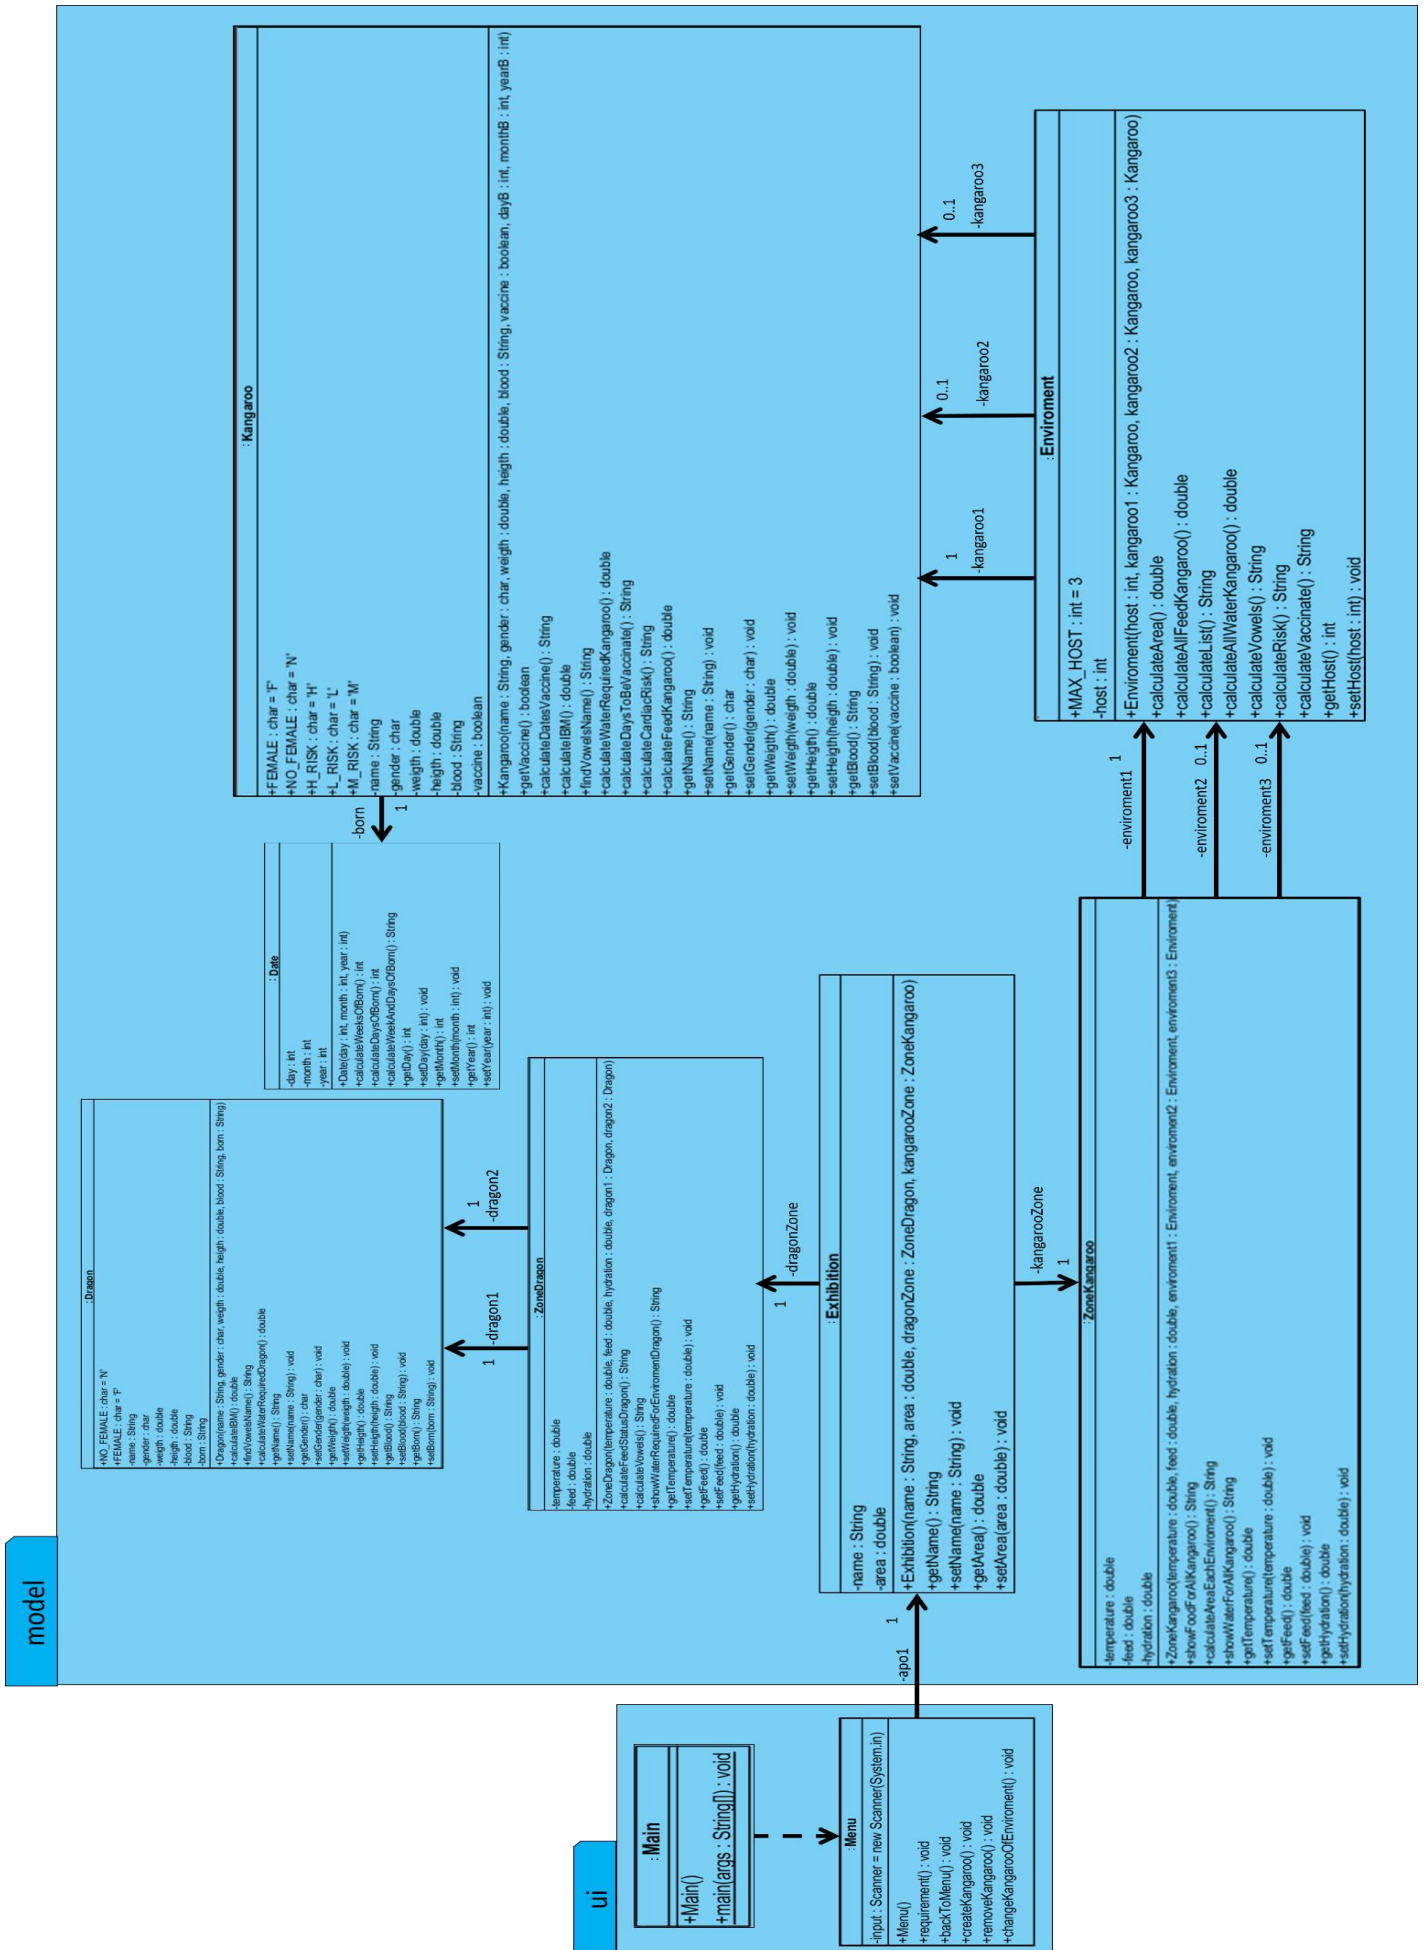 model
:Dragon
+NO_FEMALE : char = 'N'
+FEMALE : char = 'F'
-name : String
-gender : char
-weigth : double
-heigth : double
-blood : String
-born : String
+Dragon(name : String, gender : char, weigth : double, heigth : double, blood : String, born : String)
+calculateIBM() : double
+findVowelsName() : String
+calculateWaterRequiredDragon() : double
+getName() : String
+setName(name : String) : void
+getGender() : char
+setGender(gender : char) : void
+getWeigth() : double
+setWeigth(weigth : double) : void
+getHeigth() : double
+setHeigth(heigth : double) : void
+getBlood() : String
+setBlood(blood : String) : void
+getBorn() : String
+setBorn(born : String) : void
:Date
-day : int
-month : int
-year : int
+Date(day : int, month : int, year : int)
+calculateWeeksOfBorn() : int
+calculateDaysOfBorn() : int
+calculateWeekAndDaysOfBorn() : String
+getDay() : int
+setDay(day : int) : void
+getMonth() : int
+setMonth(month : int) : void
+getYear() : int
+setYear(year : int) : void
-born
1
:Kangaroo
+FEMALE : char = 'F'
+NO_FEMALE : char = 'N'
+H_RISK : char = 'H'
+L_RISK : char = 'L'
+M_RISK : char = 'M'
-name : String
-gender : char
-weigth : double
-heigth : double
-blood : String
-vaccine : boolean
+Kangaroo(name : String, gender : char, weigth : double, heigth : double, blood : String, vaccine : boolean, dayB : int, monthB : int, yearB : int)
+getVaccine() : boolean
+calculateDatesVaccine() : String
+calculateIBM() : double
+findVowelsName() : String
+calculateWaterRequiredKangaroo() : double
+calculateDaysToBeVaccinate() : String
+calculateCardiacRisk() : String
+calculateFeedKangaroo() : double
+getName() : String
+setName(name : String) : void
+getGender() : char
+setGender(gender : char) : void
+getWeigth() : double
+setWeigth(weigth : double) : void
+getHeigth() : double
+setHeigth(heigth : double) : void
+getBlood() : String
+setBlood(blood : String) : void
+setVaccine(vaccine : boolean) : void
1
-dragon1
1
-dragon2
:ZoneDragon
-temperature : double
-feed : double
-hydration : double
+ZoneDragon(temperature : double, feed : double, hydration : double, dragon1 : Dragon, dragon2 : Dragon)
+calculateFeedStatusDragon() : String
+calculateVowels() : String
+showWaterRequiredForEnviromentDragon() : String
+getTemperature() : double
+setTemperature(temperature : double) : void
+getFeed() : double
+setFeed(feed : double) : void
+getHydration() : double
+setHydration(hydration : double) : void
1
-dragonZone
:Exhibition
-name : String
-area : double
+Exhibition(name : String, area : double, dragonZone : ZoneDragon, kangarooZone : ZoneKangaroo)
+getName() : String
+setName(name : String) : void
+getArea() : double
+setArea(area : double) : void
-kangarooZone
1
1
-kangaroo1
0..1
-kangaroo2
0..1
-kangaroo3
:Enviroment
+MAX_HOST : int = 3
-host : int
+Enviroment(host : int, kangaroo1 : Kangaroo, kangaroo2 : Kangaroo, kangaroo3 : Kangaroo)
+calculateArea() : double
+calculateAllFeedKangaroo() : double
+calculateList() : String
+calculateAllWaterKangaroo() : double
+calculateVowels() : String
+calculateRisk() : String
+calculateVaccinate() : String
+getHost() : int
+setHost(host : int) : void
-enviroment1
1
-enviroment2
0..1
-enviroment3
0..1
:ZoneKangaroo
-temperature : double
-feed : double
-hydration : double
+ZoneKangaroo(temperature : double, feed : double, hydration : double, enviroment1 : Enviroment, enviroment2 : Enviroment, enviroment3 : Enviroment)
+showFoodForAllKangaroo() : String
+calculateAreaEachEnviroment() : String
+showWaterForAllKangaroo() : String
+getTemperature() : double
+setTemperature(temperature : double) : void
+getFeed() : double
+setFeed(feed : double) : void
+getHydration() : double
+setHydration(hydration : double) : void
ui
:Main
+Main()
+main(args : String[]) : void
:Menu
-input : Scanner = new Scanner(System.in)
+Menu()
+requirement() : void
+backToMenu() : void
+createKangaroo() : void
+removeKangaroo() : void
+changeKangarooOfEnviroment() : void
-apo1
1